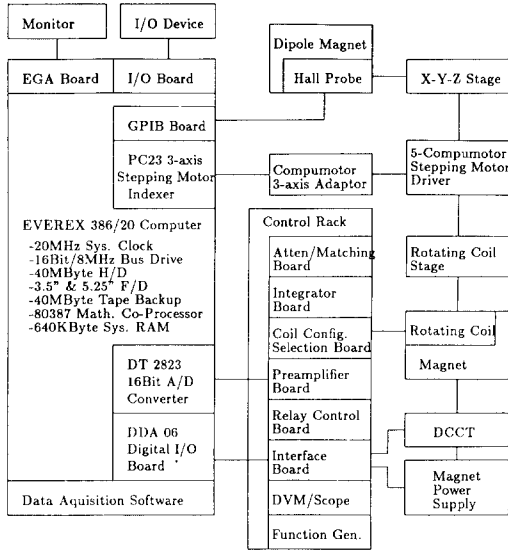 Monitor
I/O Device
EGA Board
I/O Board
Dipole Magnet
Hall Probe
X-Y-Z Stage
GPIB Board
PC23 3-axis
Stepping Motor
Indexer
Compumotor
3-axis Adaptor
5-Compumotor
Stepping Motor
Driver
EVEREX 386/20 Computer
-20MHz Sys. Clock
-16Bit/8MHz Bus Drive
-40MByte H/D
-3.5" & 5.25" F/D
-40MByte Tape Backup
-80387 Math. Co-Processor
-640KByte Sys. RAM
Control Rack
Atten/Matching
Board
Integrator
Board
Coil Config.
Selection Board
Preamplifier
Board
Relay Control
Board
Interface
Board
DVM/Scope
Function Gen.
Rotating Coil
Stage
Rotating Coil
Magnet
DCCT
Magnet
Power
Supply
DT 2823
16Bit A/D
Converter
DDA 06
Digital I/O
Board
Data Aquisition Software